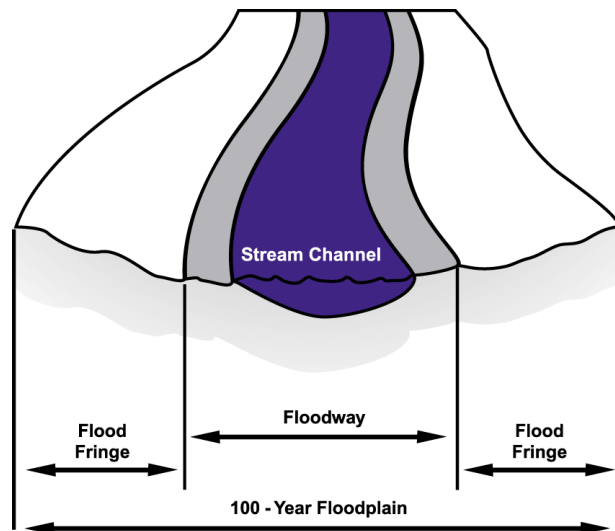 Stream Channel
Flood
Fringe
Floodway
Flood
Fringe
100 - Year Floodplain